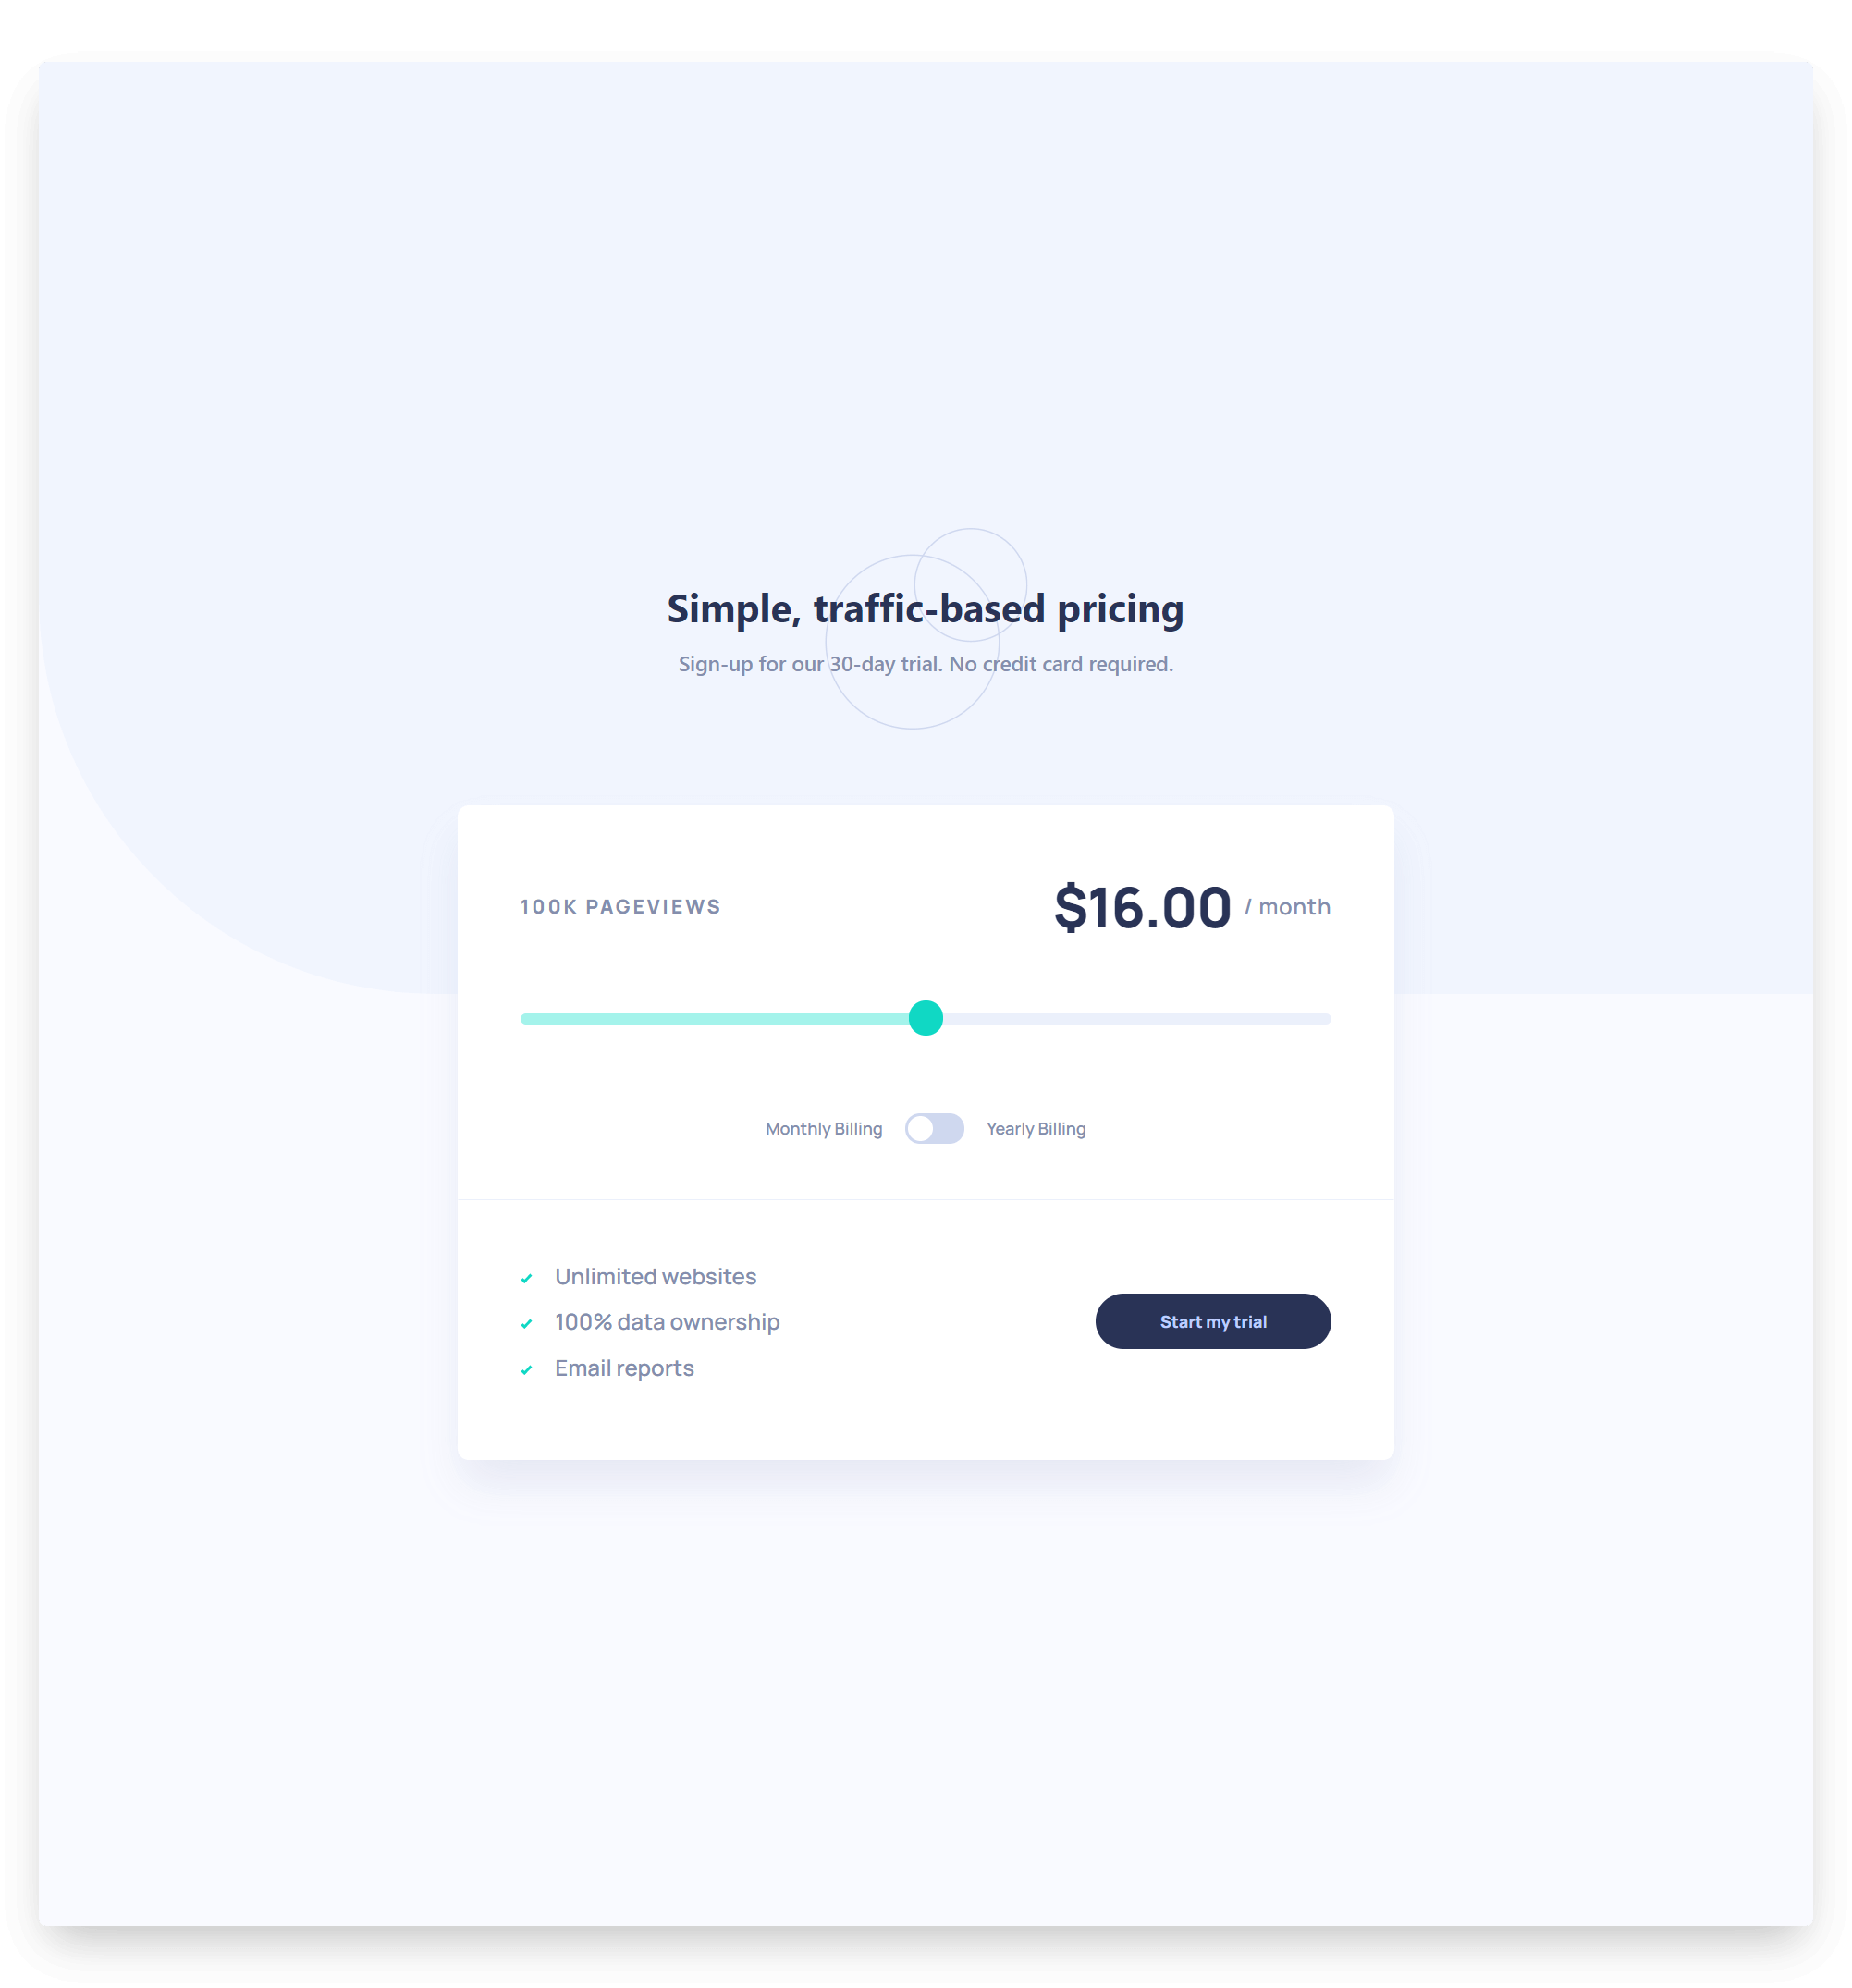 Simple, traffic-based pricing
Sign-up for our 30-day trial. No credit card required.
100K PAGEVIEWS
$16.00 / month
Monthly Billing
Yearly Billing
Unlimited websites
100% data ownership
Email reports
Start my trial